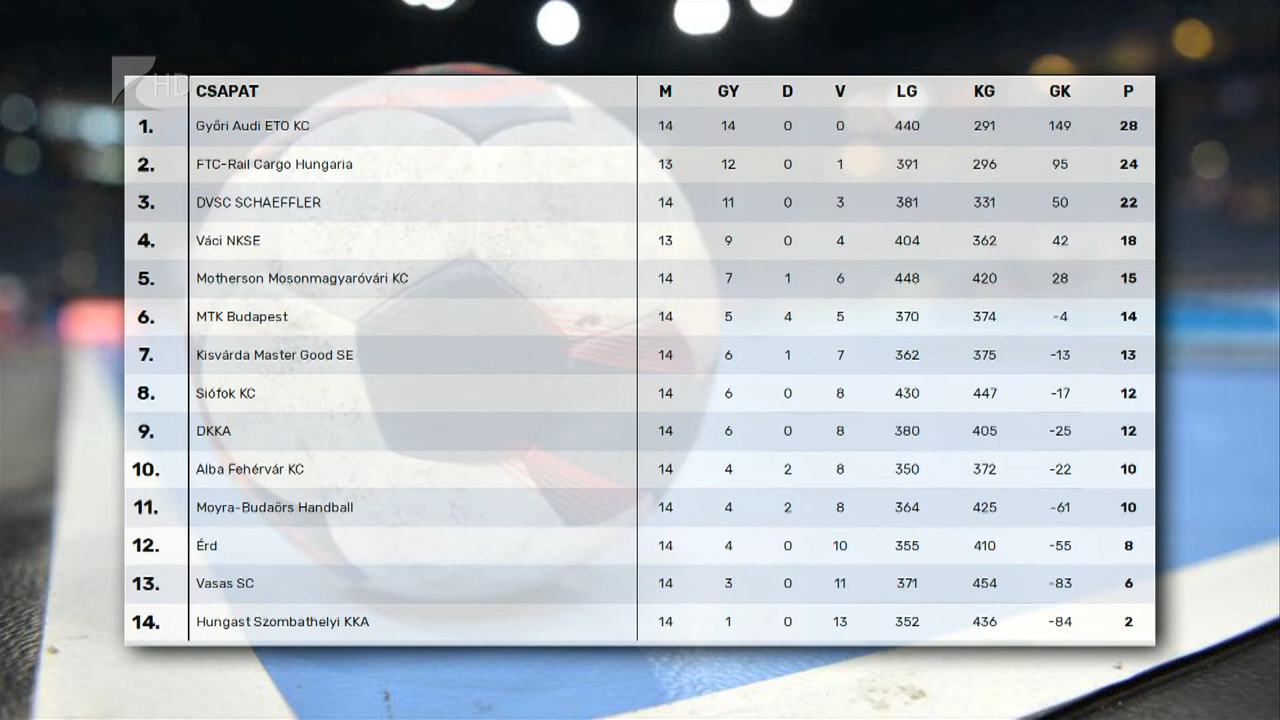 HD
CSAPAT M GY D V LG KG GK P
1. Győri Audi ETO KC 14 14 0 0 440 291 149 28
2. FTC-Rail Cargo Hungaria 13 12 0 1 391 296 95 24
3. DVSC SCHAEFFLER 14 11 0 3 381 331 50 22
4. Váci NKSE 13 9 0 4 404 362 42 18
5. Motherson Mosonmagyaróvári KC 14 7 1 6 448 420 28 15
6. MTK Budapest 14 5 4 5 370 374 -4 14
7. Kisvárda Master Good SE 14 6 1 7 362 375 -13 13
8. Siófok KC 14 6 0 8 430 447 -17 12
9. DKKA 14 6 0 8 380 405 -25 12
10. Alba Fehérvár KC 14 4 2 8 350 372 -22 10
11. Moyra-Budaörs Handball 14 4 2 8 364 425 -61 10
12. Érd 14 4 0 10 355 410 -55 8
13. Vasas SC 14 3 0 11 371 454 -83 6
14. Hungast Szombathelyi KKA 14 1 0 13 352 436 -84 2